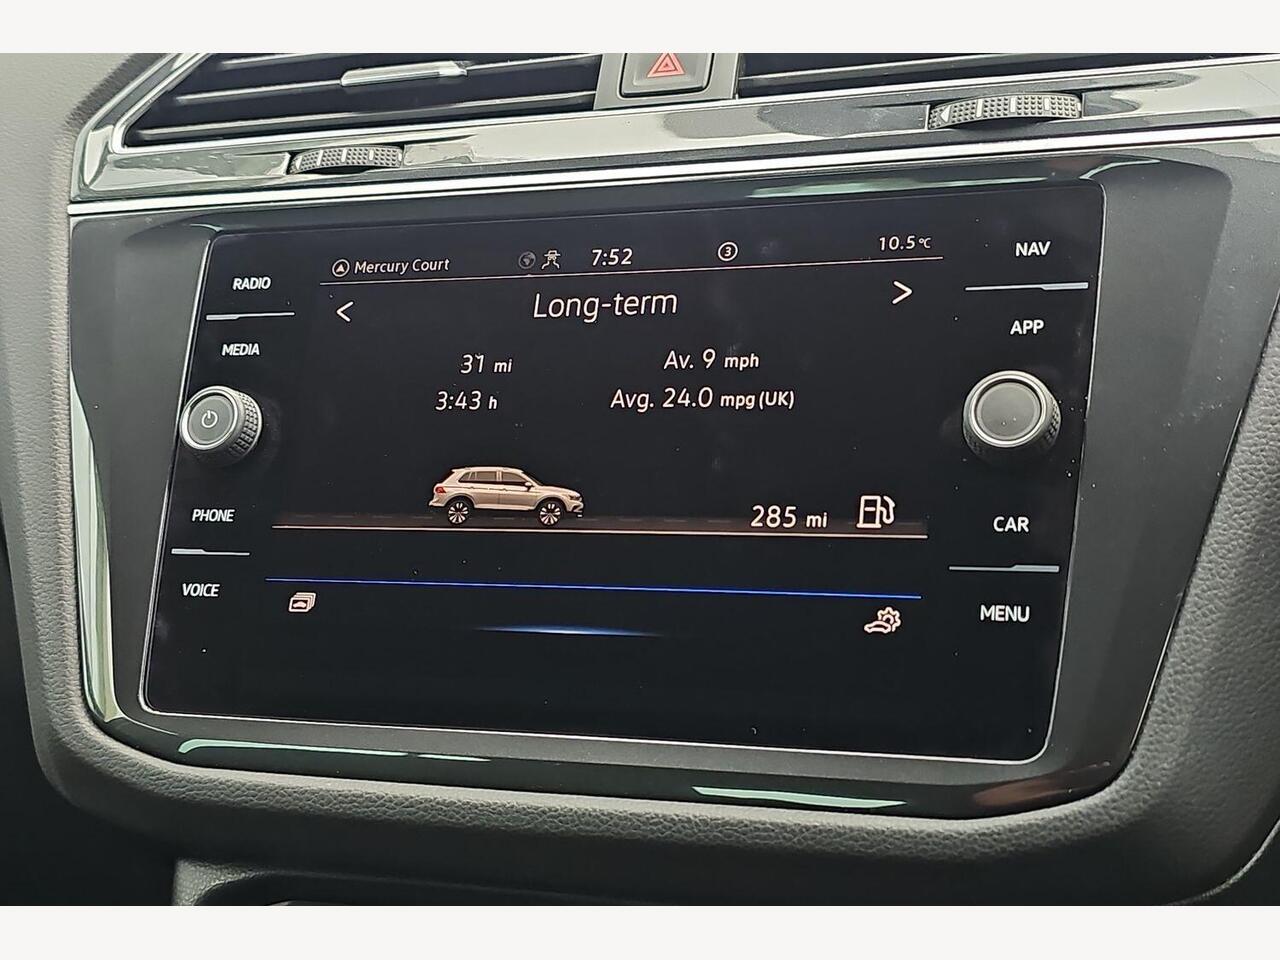 Mercury Court 7:52 3 10.5°C
RADIO
MEDIA
PHONE
VOICE
< Long-term >
31 mi Av. 9 mph
3:43 h Avg. 24.0 mpg (UK)
285 mi
NAV
APP
CAR
MENU